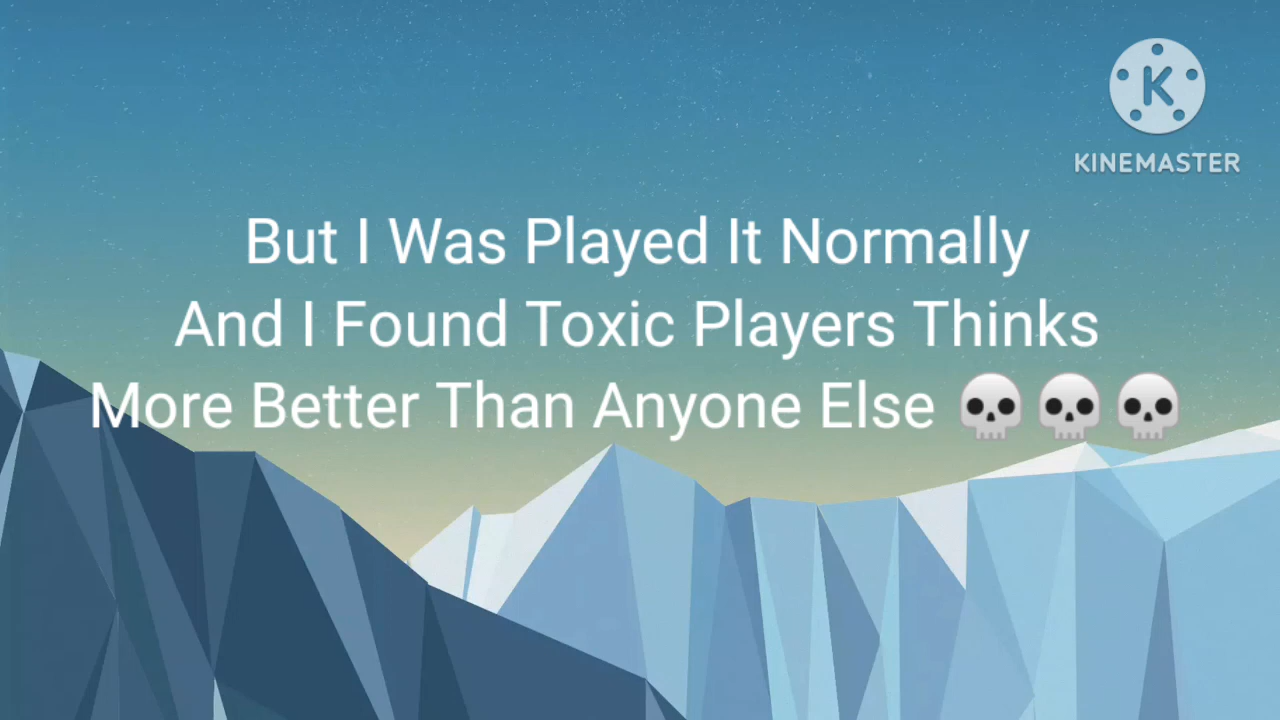 K
KINEMASTER
But I Was Played It Normally
And I Found Toxic Players Thinks
More Better Than Anyone Else 💀💀💀